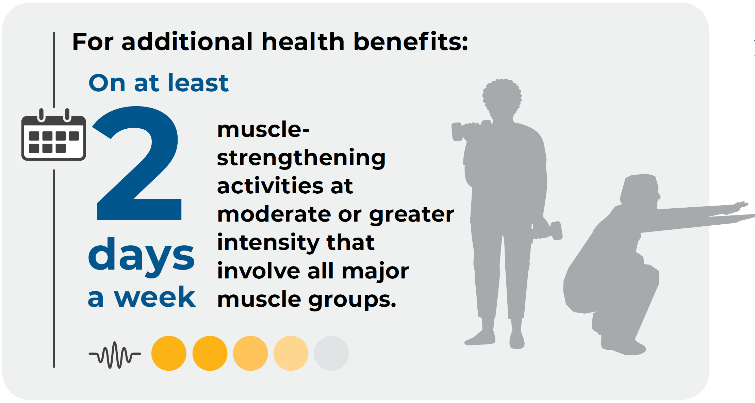 For additional health benefits:
On at least
2
days
a week
muscle-
strengthening
activities at
moderate or greater
intensity that
involve all major
muscle groups.